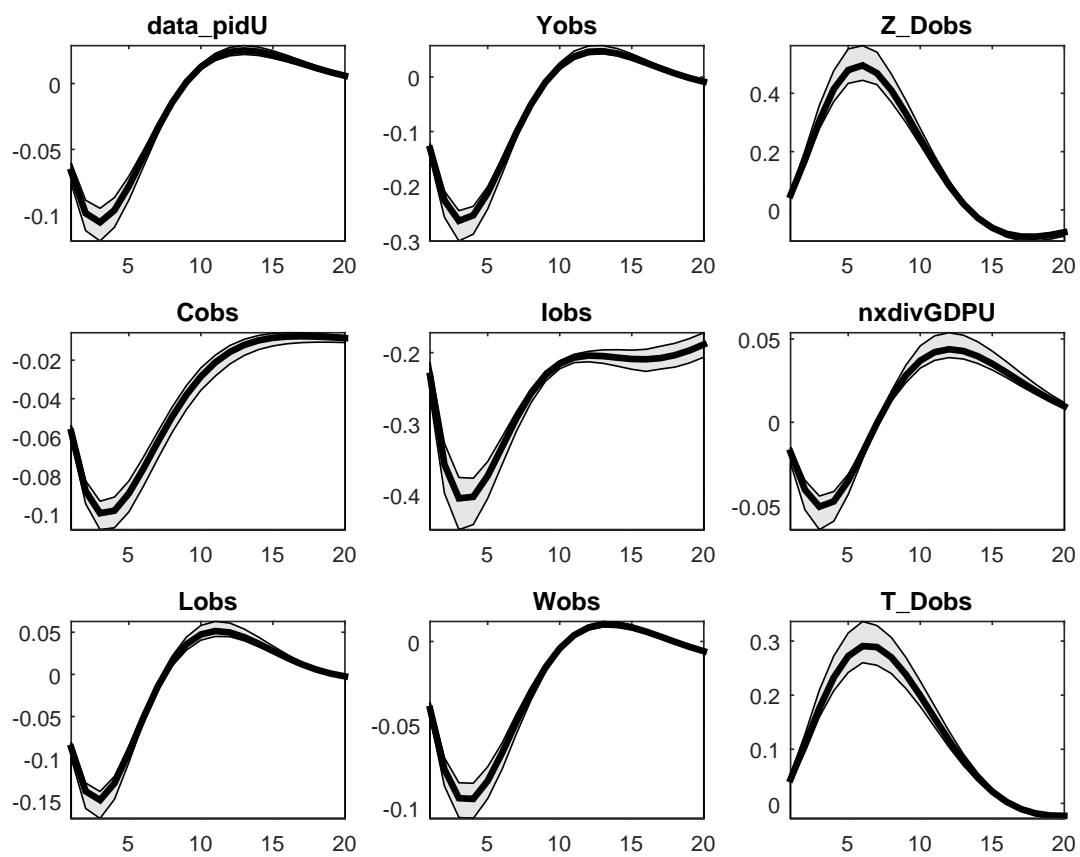 data_pidU Yobs Z_Dobs
0 0 0.4
-0.05 -0.1 0.2
-0.1 -0.2 0
-0.3
5 10 15 20 5 10 15 20 5 10 15 20
Cobs Iobs nxdivGDPU
-0.02 -0.2 0.05
-0.04 -0.3 0
-0.06 -0.4 -0.05
-0.08
-0.1
5 10 15 20 5 10 15 20 5 10 15 20
Lobs Wobs T_Dobs
0.05 0 0.3
0 -0.05 0.2
-0.05 -0.1 0.1
-0.1 0
-0.15
5 10 15 20 5 10 15 20 5 10 15 20